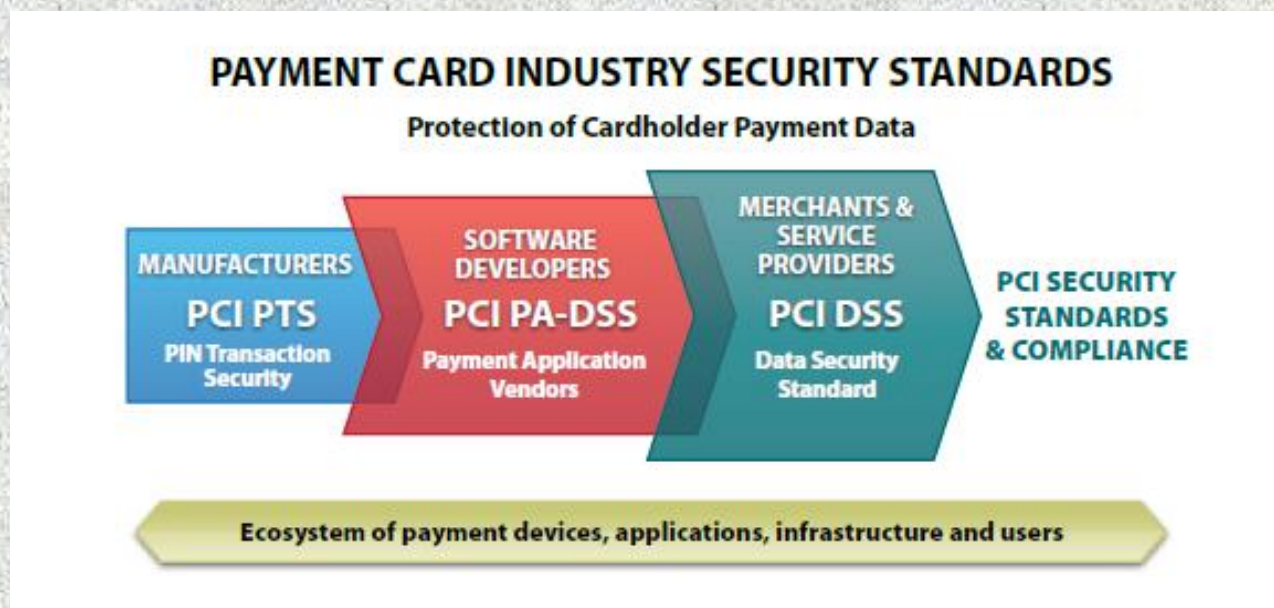 PAYMENT CARD INDUSTRY SECURITY STANDARDS
Protection of Cardholder Payment Data
MANUFACTURERS
PCI PTS
PIN Transaction
Security
SOFTWARE
DEVELOPERS
PCI PA-DSS
Payment Application
Vendors
MERCHANTS &
SERVICE
PROVIDERS
PCI DSS
Data Security
Standard
PCI SECURITY
STANDARDS
& COMPLIANCE
Ecosystem of payment devices, applications, infrastructure and users